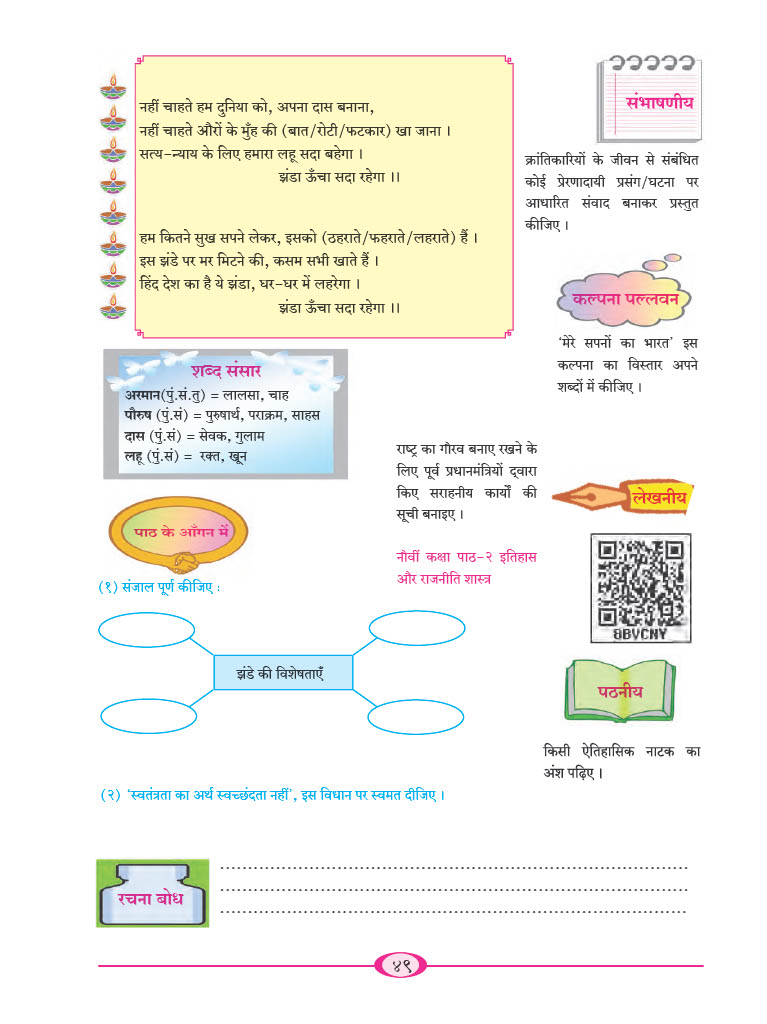 नहीं चाहते हम दुनिया को, अपना दास बनाना,
नहीं चाहते औरों के मुँह की (बात/रोटी/फटकार) खा जाना ।
सत्य-न्याय के लिए हमारा लहू सदा बहेगा ।
झंडा ऊँचा सदा रहेगा ।।
हम कितने सुख सपने लेकर, इसको (ठहराते/फहराते/लहराते) हैं ।
इस झंडे पर मर मिटने की, कसम सभी खाते हैं ।
हिंद देश का है ये झंडा, घर-घर में लहरेगा ।
झंडा ऊँचा सदा रहेगा ।।
संभाषणीय
क्रांतिकारियों के जीवन से संबंधित
कोई प्रेरणादायी प्रसंग/घटना पर
आधारित संवाद बनाकर प्रस्तुत
कीजिए ।
कल्पना पल्लवन
‘मेरे सपनों का भारत’ इस
कल्पना का विस्तार अपने
शब्दों में कीजिए ।
शब्द संसार
अरमान(पुं.सं.तु) = लालसा, चाह
पौरुष (पुं.सं) = पुरुषार्थ, पराक्रम, साहस
दास (पुं.सं) = सेवक, गुलाम
लहू (पुं.सं) = रक्त, खून
राष्ट्र का गौरव बनाए रखने के
लिए पूर्व प्रधानमंत्रियों द्वारा
किए सराहनीय कार्यों की
सूची बनाइए ।
नौवीं कक्षा पाठ-२ इतिहास
और राजनीति शास्त्र
लेखनीय
8BVCNY
पाठ के आँगन में
(१) संजाल पूर्ण कीजिए :
झंडे की विशेषताएँ
पठनीय
किसी ऐतिहासिक नाटक का
अंश पढ़िए ।
(२) ‘स्वतंत्रता का अर्थ स्वच्छंदता नहीं’, इस विधान पर स्वमत दीजिए ।
रचना बोध
४९